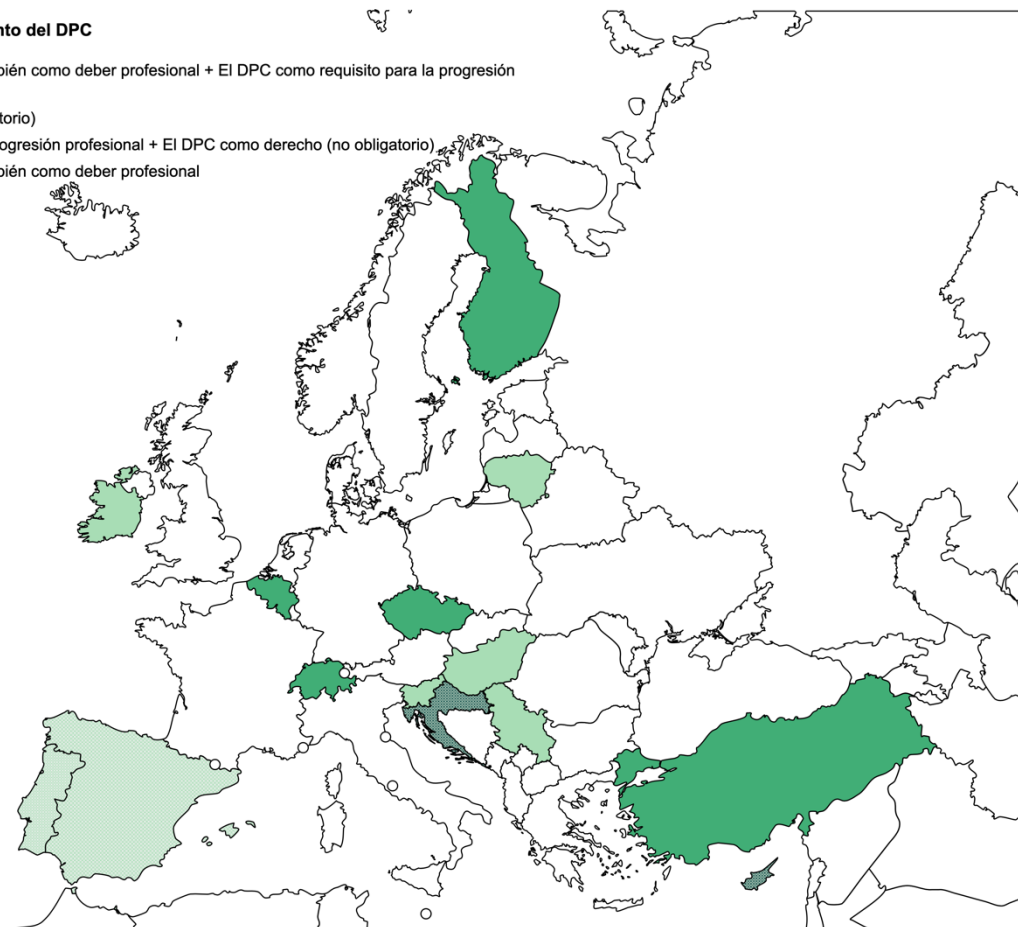 nto del DPC
bién como deber profesional + El DPC como requisito para la progresión
torio)
ogresión profesional + El DPC como derecho (no obligatorio)
bién como deber profesional